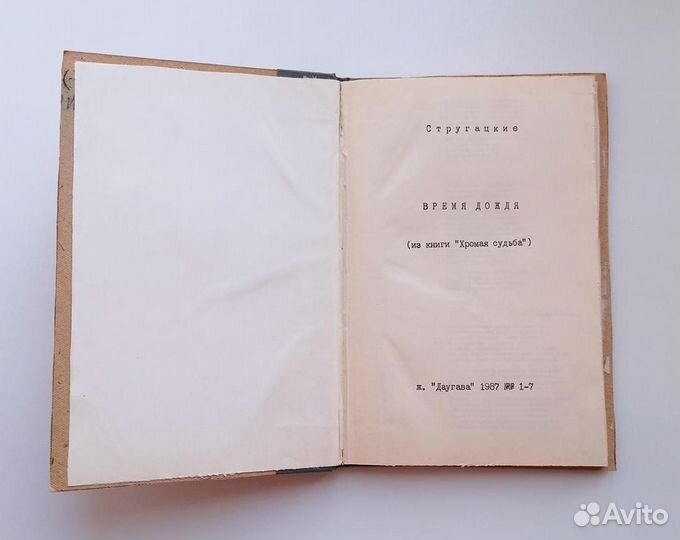 Стругацкие
ВРЕМЯ ДОЖДЯ
(из книги "Хромая судьба")
ж. "Даугава" 1987 №№ 1-7
Avito